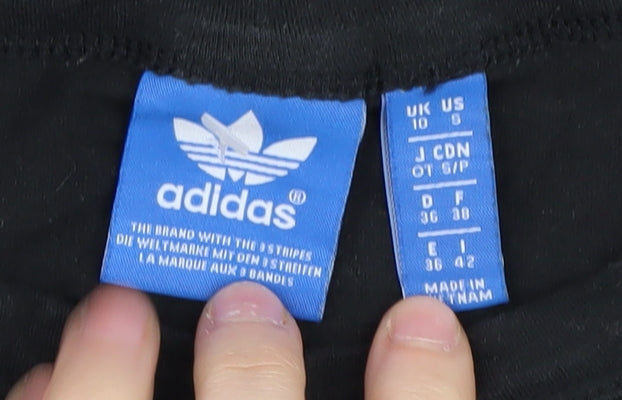 adidas®
THE BRAND WITH THE 3 STRIPES
DIE WELTMARKE MIT DEN 3 STREIFEN
LA MARQUE AUX 3 BANDES
UK US
10 S
J CDN
OT S/P
D F
36 38
E I
36 42
MADE IN
VIETNAM